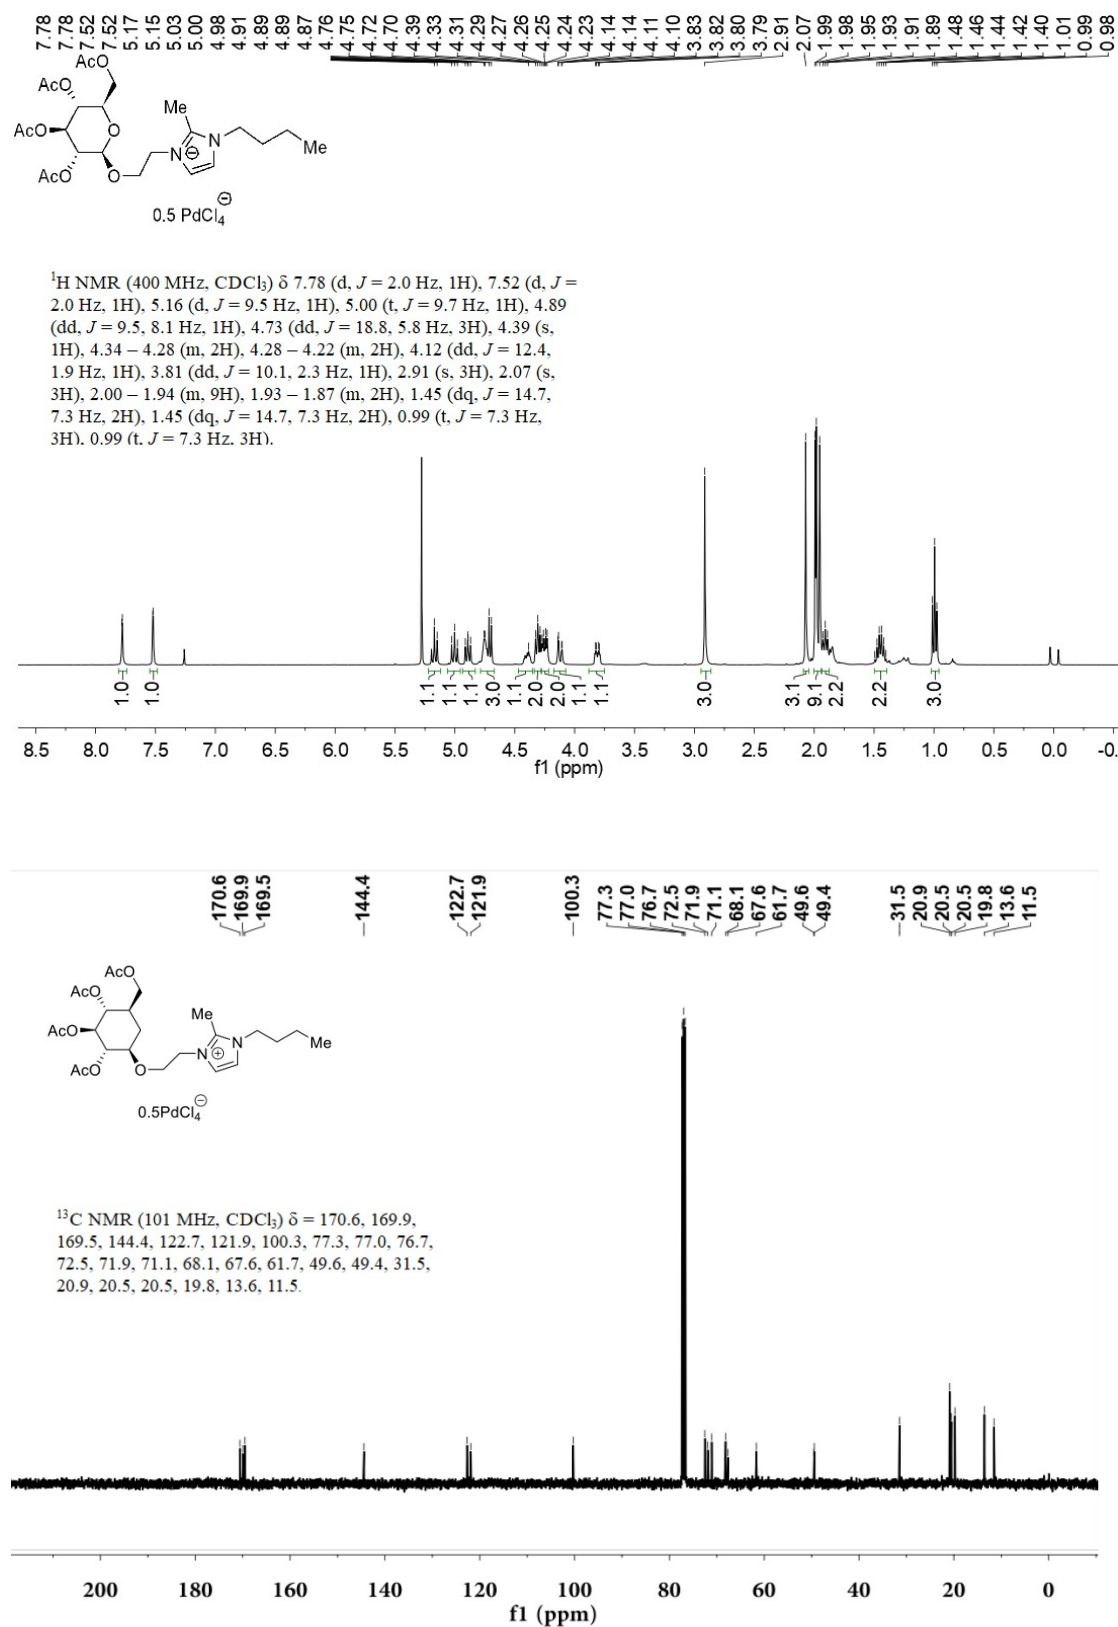 7.78
7.78
7.52
7.52
5.17
5.15
5.03
5.00
4.98
4.91
4.89
4.89
4.87
4.76
4.75
4.72
4.70
4.39
4.33
4.31
4.29
4.27
4.26
4.25
4.24
4.23
4.14
4.14
4.11
4.10
3.83
3.82
3.80
3.79
2.91
2.07
1.99
1.98
1.95
1.93
1.91
1.89
1.48
1.46
1.44
1.42
1.40
1.01
0.99
0.98
AcO
AcO
Me
AcO
O
N
N
⊖
Me
AcO
O
0.5 PdCl₄⊖
¹H NMR (400 MHz, CDCl₃) δ 7.78 (d, J = 2.0 Hz, 1H), 7.52 (d, J =
2.0 Hz, 1H), 5.16 (d, J = 9.5 Hz, 1H), 5.00 (t, J = 9.7 Hz, 1H), 4.89
(dd, J = 9.5, 8.1 Hz, 1H), 4.73 (dd, J = 18.8, 5.8 Hz, 3H), 4.39 (s,
1H), 4.34 – 4.28 (m, 2H), 4.28 – 4.22 (m, 2H), 4.12 (dd, J = 12.4,
1.9 Hz, 1H), 3.81 (dd, J = 10.1, 2.3 Hz, 1H), 2.91 (s, 3H), 2.07 (s,
3H), 2.00 – 1.94 (m, 9H), 1.93 – 1.87 (m, 2H), 1.45 (dq, J = 14.7,
7.3 Hz, 2H), 1.45 (dq, J = 14.7, 7.3 Hz, 2H), 0.99 (t, J = 7.3 Hz,
3H), 0.99 (t, J = 7.3 Hz, 3H).
1.0
1.0
1.1
1.1
1.1
3.0
1.1
2.0
2.0
1.1
1.1
3.0
3.1
9.1
2.2
2.2
3.0
8.5 8.0 7.5 7.0 6.5 6.0 5.5 5.0 4.5 4.0 3.5 3.0 2.5 2.0 1.5 1.0 0.5 0.0 -0.
f1 (ppm)
170.6
169.9
169.5
144.4
122.7
121.9
100.3
77.3
77.0
76.7
72.5
71.9
71.1
68.1
67.6
61.7
49.6
49.4
31.5
20.9
20.5
20.5
19.8
13.6
11.5
AcO
AcO
Me
AcO
N
⊕
N
Me
AcO
O
0.5PdCl₄⊖
¹³C NMR (101 MHz, CDCl₃) δ = 170.6, 169.9,
169.5, 144.4, 122.7, 121.9, 100.3, 77.3, 77.0, 76.7,
72.5, 71.9, 71.1, 68.1, 67.6, 61.7, 49.6, 49.4, 31.5,
20.9, 20.5, 20.5, 19.8, 13.6, 11.5.
200 180 160 140 120 100 80 60 40 20 0
f1 (ppm)